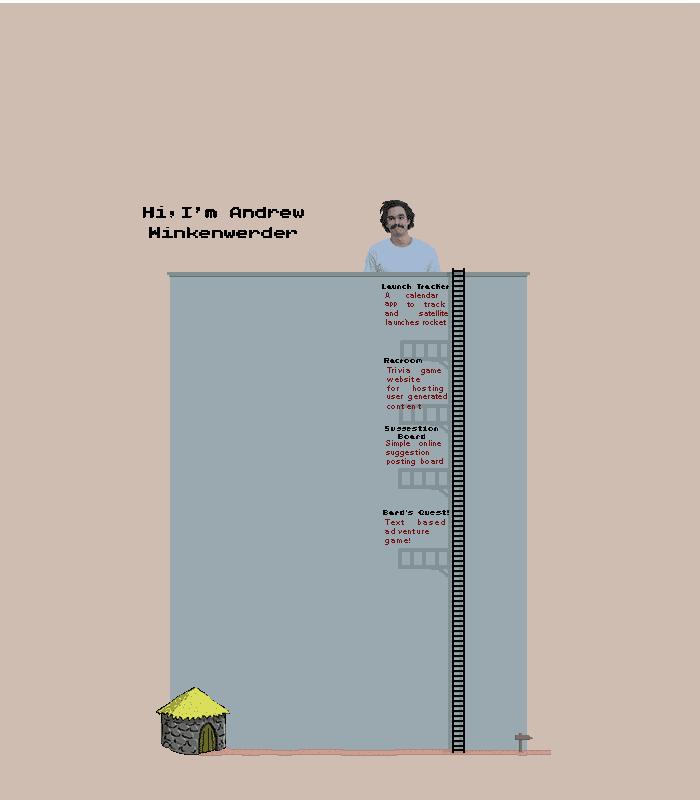 Hi, I'm Andrew
Winkenwerder
Launch Tracker
A calendar
app to track
and satellite
launches rocket
Racroom
Trivia game
website
for hosting
user generated
content
Suggestion
Board
Simple online
suggestion
posting board
Bard's Quest!
Text based
adventure
game!